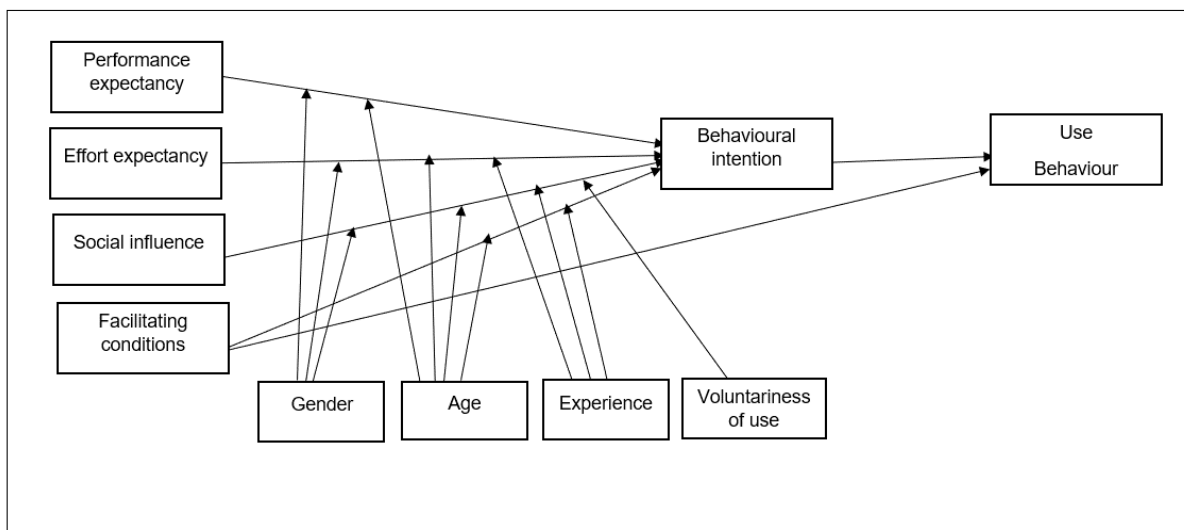 Performance
expectancy
Effort expectancy
Social influence
Facilitating
conditions
Behavioural
intention
Use
Behaviour
Gender
Age
Experience
Voluntariness
of use